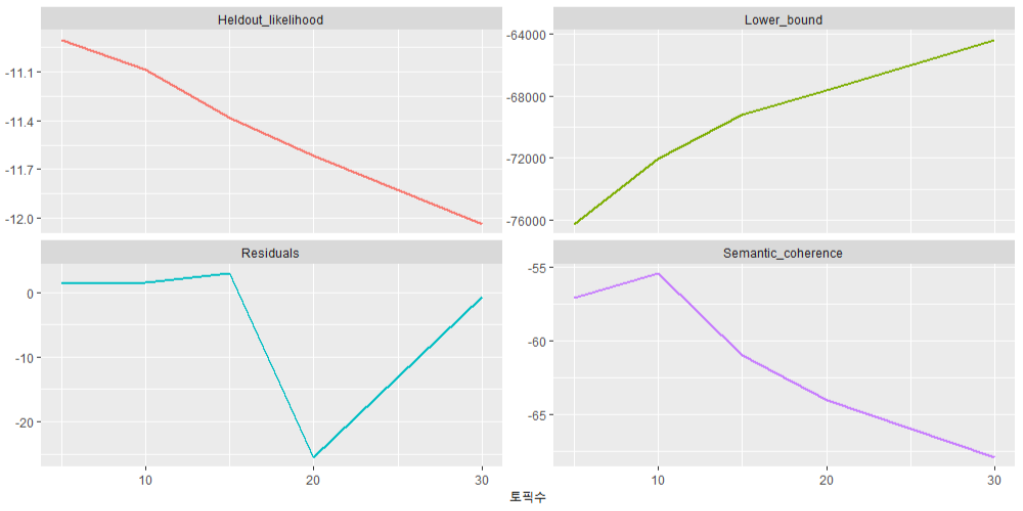 Heldout_likelihood
Lower_bound
-11.1
-11.4
-11.7
-12.0
-64000
-68000
-72000
-76000
Residuals
Semantic_coherence
0
-10
-20
-55
-60
-65
10 20 30
10 20 30
토픽수